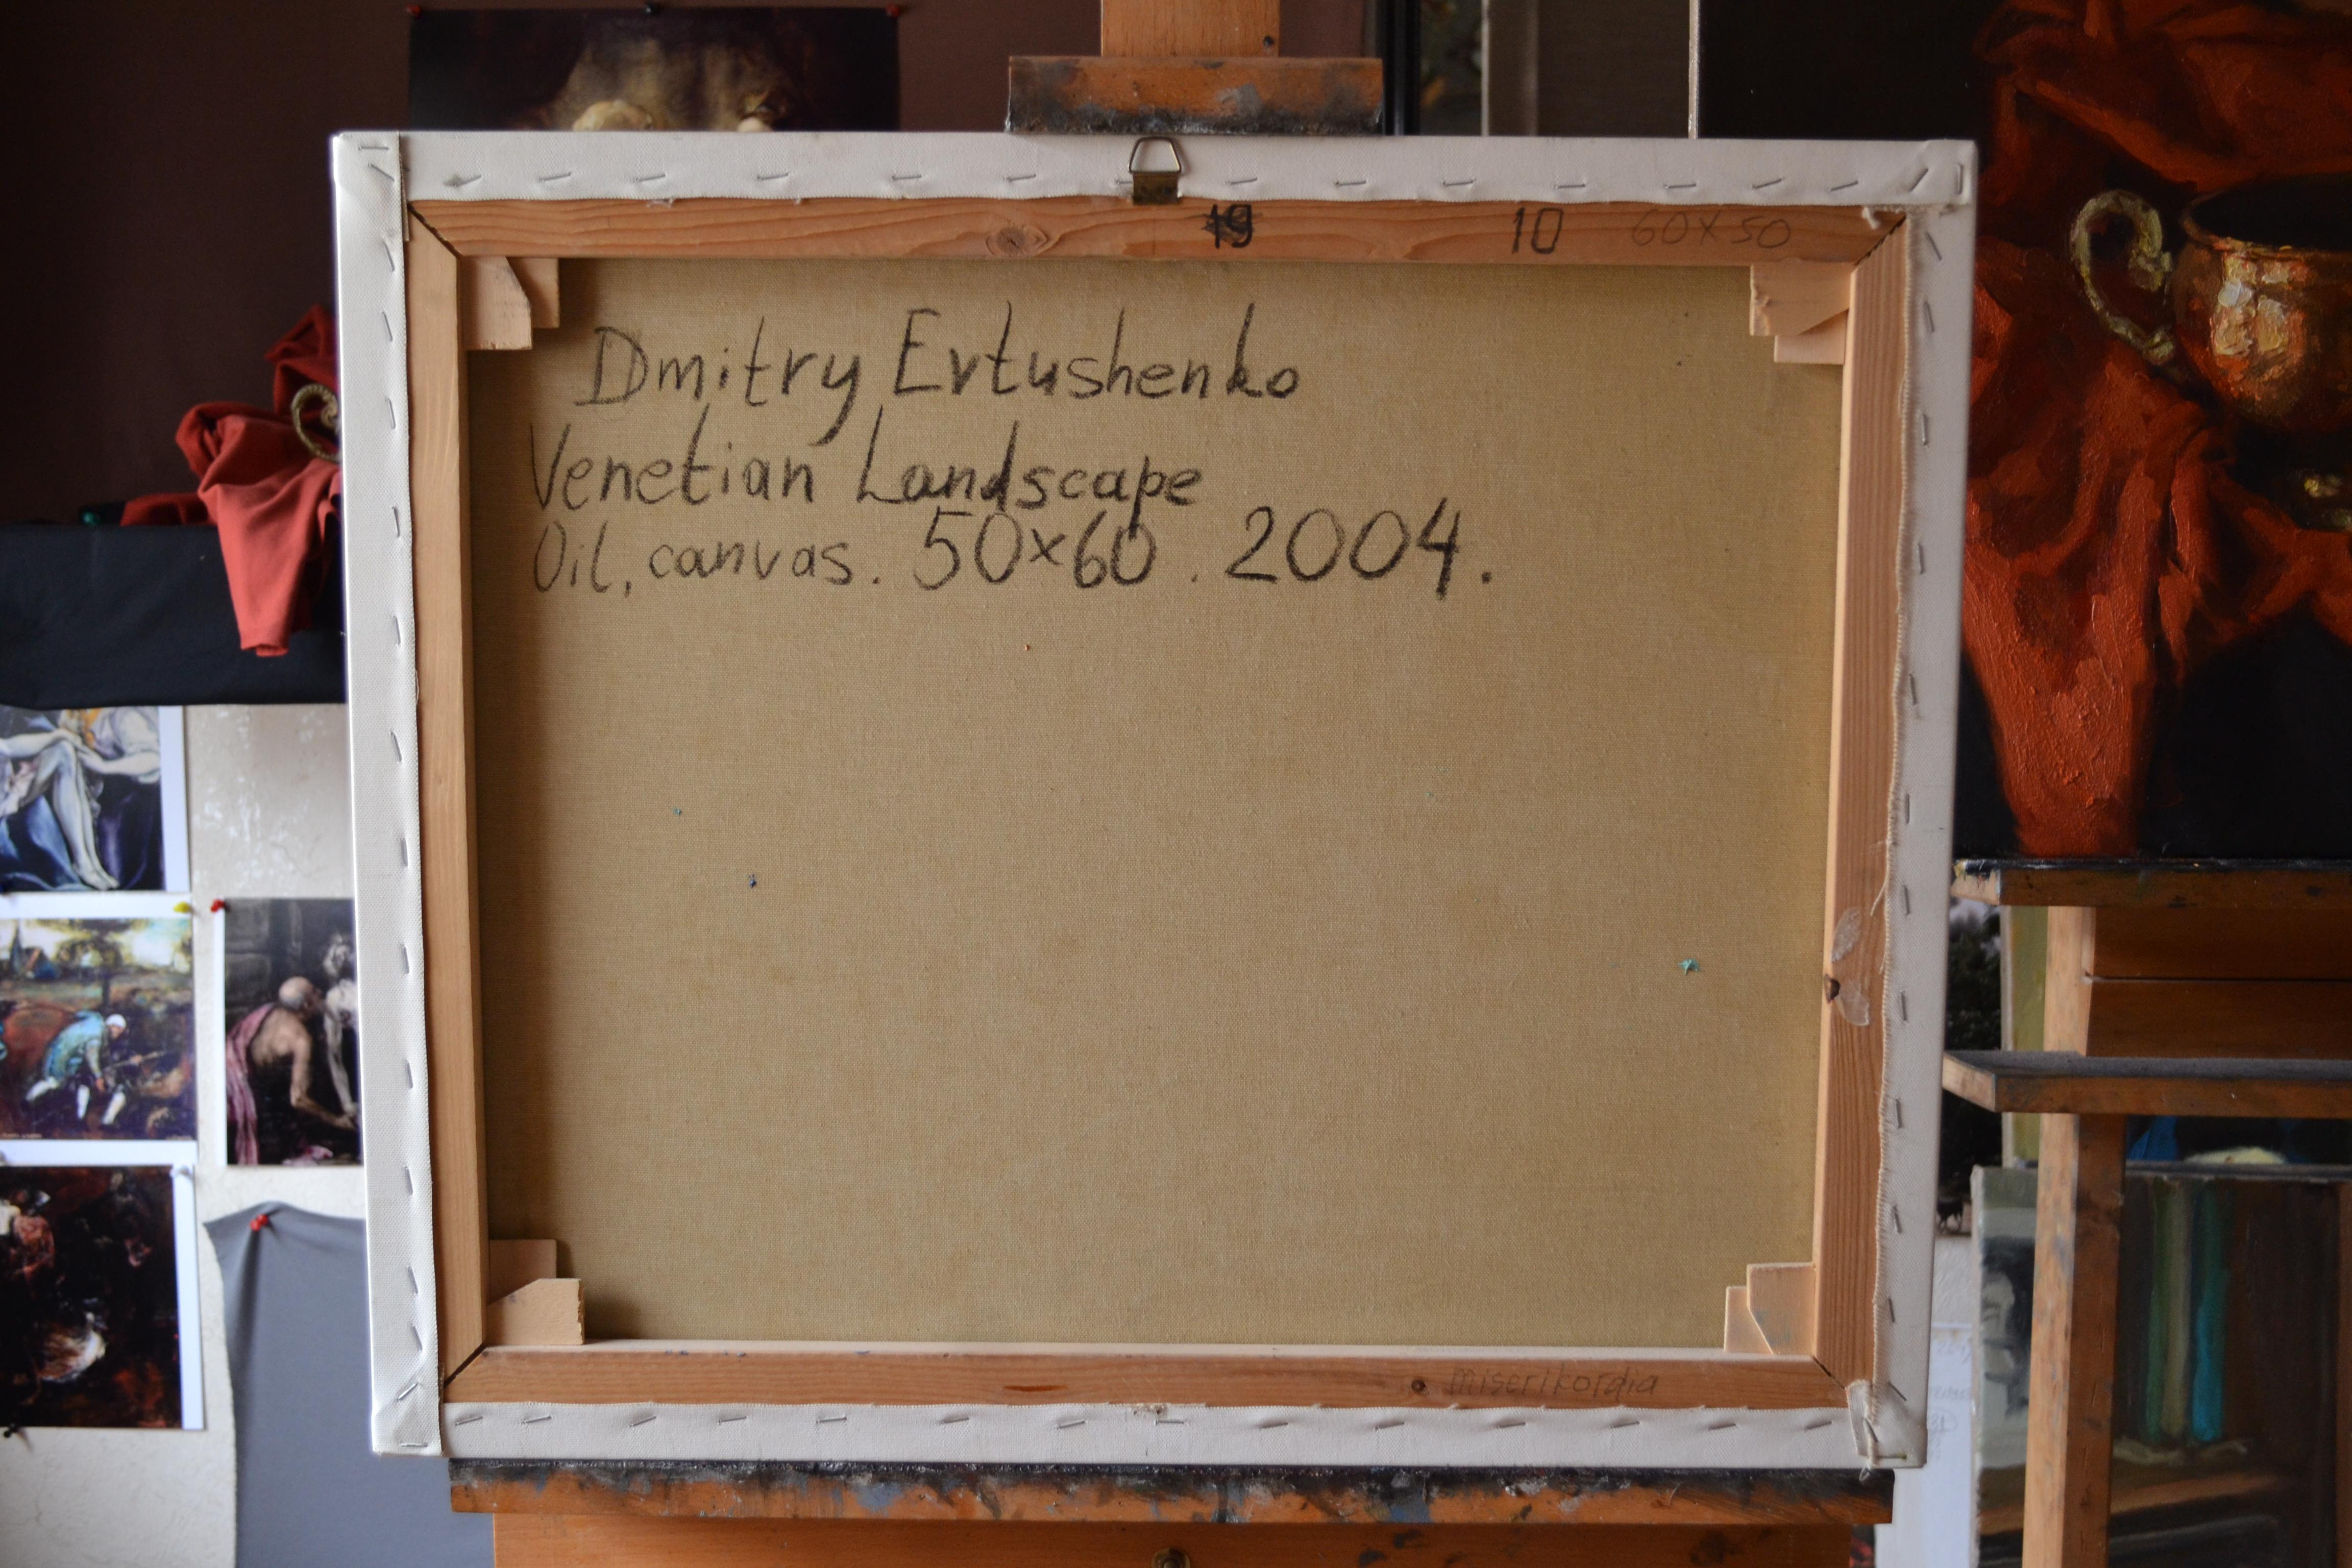 19 10 60x50
Dmitry Evtushenko
Venetian Landscape
Oil, canvas. 50x60. 2004.
miserikordia